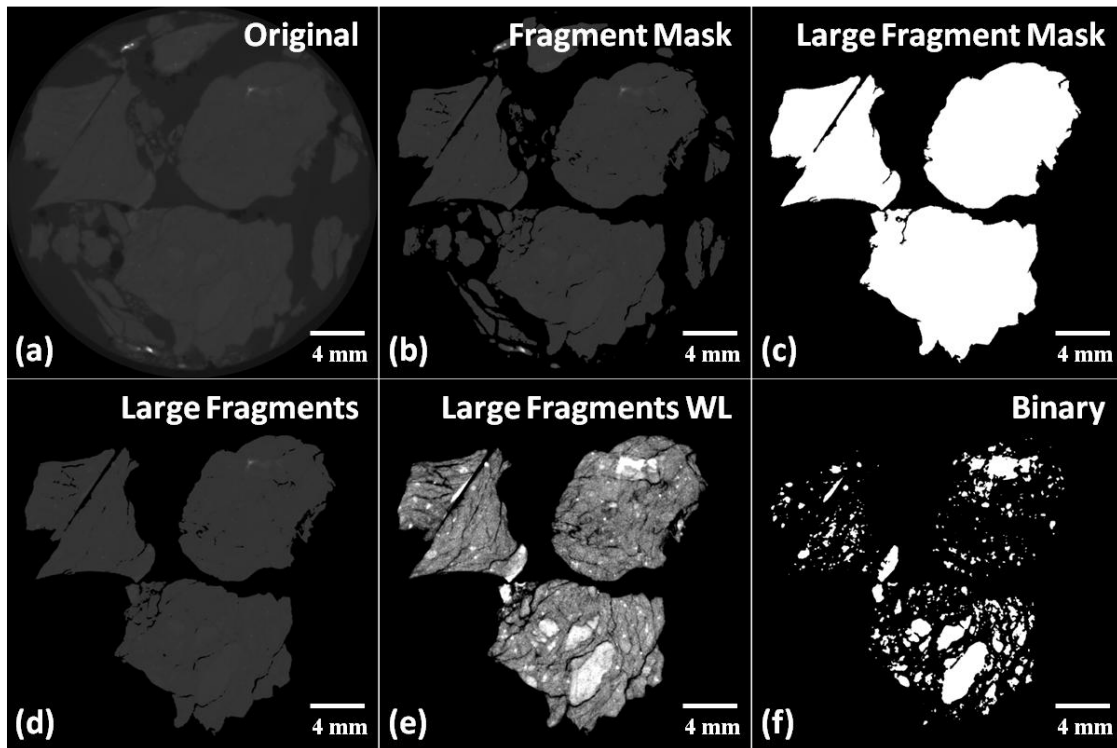 Original
(a)
4 mm
Fragment Mask
(b)
4 mm
Large Fragment Mask
(c)
4 mm
Large Fragments
(d)
4 mm
Large Fragments WL
(e)
4 mm
Binary
(f)
4 mm